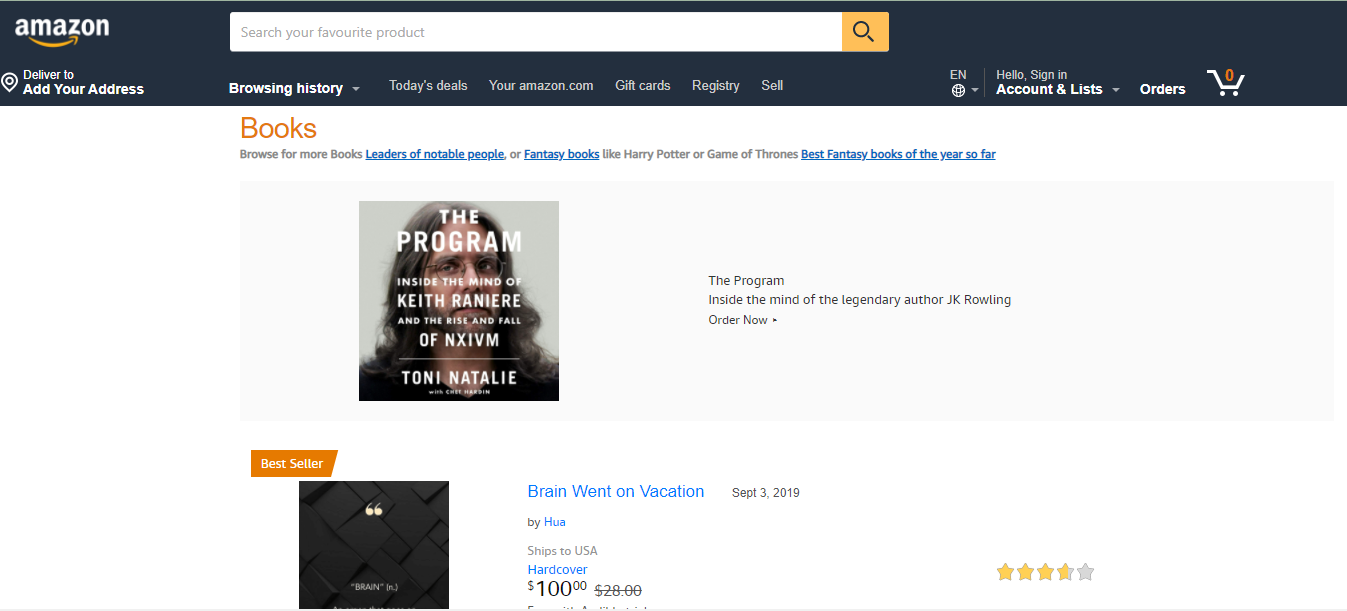 amazon
Search your favourite product
Deliver to
Add Your Address
Browsing history
Today's deals
Your amazon.com
Gift cards
Registry
Sell
EN
Hello, Sign in
Account & Lists
Orders
0
Books
Browse for more Books Leaders of notable people, or Fantasy books like Harry Potter or Game of Thrones Best Fantasy books of the year so far
THE
PROGRAM
INSIDE THE MIND OF
KEITH RANIERE
AND THE RISE AND FALL
OF NXIVM
TONI NATALIE
with CHET HARDIN
The Program
Inside the mind of the legendary author JK Rowling
Order Now
Best Seller
“
"BRAIN" (n.)
Brain Went on Vacation
Sept 3, 2019
by Hua
Ships to USA
Hardcover
$10000 $28.00